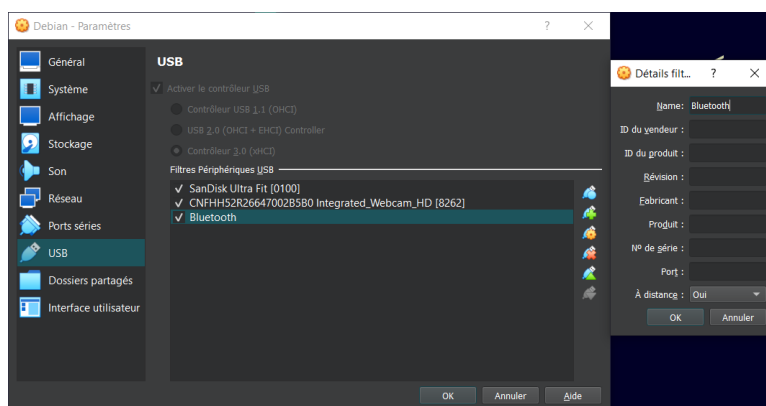 Debian - Paramètres
?
Général
Système
Affichage
Stockage
Son
Réseau
Ports séries
USB
Dossiers partagés
Interface utilisateur
USB
Activer le contrôleur USB
Contrôleur USB 1.1 (OHCI)
USB 2.0 (OHCI + EHCI) Controller
Contrôleur 3.0 (xHCI)
Filtres Périphériques USB
SanDisk Ultra Fit [0100]
CNFHH52R26647002B5B0 Integrated_Webcam_HD [8262]
Bluetooth
OK Annuler Aide
Détails filt... ?
Name: Bluetooth
ID du vendeur :
ID du produit :
Révision :
Fabricant :
Produit :
Nº de série :
Port :
À distance : Oui
OK Annuler